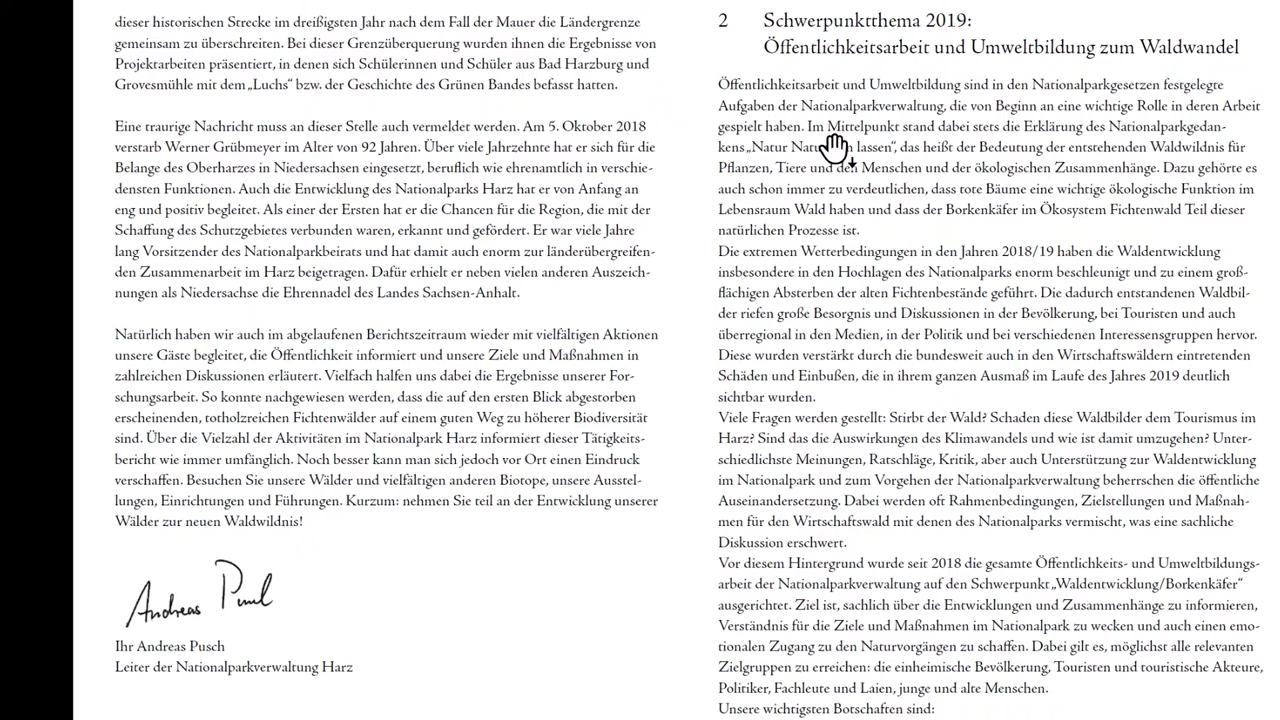 dieser historischen Strecke im dreißigsten Jahr nach dem Fall der Mauer die Ländergrenze
gemeinsam zu überschreiten. Bei dieser Grenzüberquerung wurden ihnen die Ergebnisse von
Projektarbeiten präsentiert, in denen sich Schülerinnen und Schüler aus Bad Harzburg und
Grovesmühle mit dem „Luchs“ bzw. der Geschichte des Grünen Bandes befasst hatten.
Eine traurige Nachricht muss an dieser Stelle auch vermeldet werden. Am 5. Oktober 2018
verstarb Werner Grübmeyer im Alter von 92 Jahren. Über viele Jahrzehnte hat er sich für die
Belange des Oberharzes in Niedersachsen eingesetzt, beruflich wie ehrenamtlich in verschie-
densten Funktionen. Auch die Entwicklung des Nationalparks Harz hat er von Anfang an
eng und positiv begleitet. Als einer der Ersten hat er die Chancen für die Region, die mit der
Schaffung des Schutzgebietes verbunden waren, erkannt und gefördert. Er war viele Jahre
lang Vorsitzender des Nationalparkbeirats und hat damit auch enorm zur länderübergreifen-
den Zusammenarbeit im Harz beigetragen. Dafür erhielt er neben vielen anderen Auszeich-
nungen als Niedersachse die Ehrennadel des Landes Sachsen-Anhalt.
Natürlich haben wir auch im abgelaufenen Berichtszeitraum wieder mit vielfältigen Aktionen
unsere Gäste begleitet, die Öffentlichkeit informiert und unsere Ziele und Maßnahmen in
zahlreichen Diskussionen erläutert. Vielfach halfen uns dabei die Ergebnisse unserer For-
schungsarbeit. So konnte nachgewiesen werden, dass die auf den ersten Blick abgestorben
erscheinenden, totholzreichen Fichtenwälder auf einem guten Weg zu höherer Biodiversität
sind. Über die Vielzahl der Aktivitäten im Nationalpark Harz informiert dieser Tätigkeits-
bericht wie immer umfänglich. Noch besser kann man sich jedoch vor Ort einen Eindruck
verschaffen. Besuchen Sie unsere Wälder und vielfältigen anderen Biotope, unsere Ausstel-
lungen, Einrichtungen und Führungen. Kurzum: nehmen Sie teil an der Entwicklung unserer
Wälder zur neuen Waldwildnis!
Andreas Pusch
Ihr Andreas Pusch
Leiter der Nationalparkverwaltung Harz
2 Schwerpunktthema 2019:
Öffentlichkeitsarbeit und Umweltbildung zum Waldwandel
Öffentlichkeitsarbeit und Umweltbildung sind in den Nationalparkgesetzen festgelegte
Aufgaben der Nationalparkverwaltung, die von Beginn an eine wichtige Rolle in deren Arbeit
gespielt haben. Im Mittelpunkt stand dabei stets die Erklärung des Nationalparkgedan-
kens „Natur Natur lassen“, das heißt der Bedeutung der entstehenden Waldwildnis für
Pflanzen, Tiere und den Menschen und der ökologischen Zusammenhänge. Dazu gehörte es
auch schon immer zu verdeutlichen, dass tote Bäume eine wichtige ökologische Funktion im
Lebensraum Wald haben und dass der Borkenkäfer im Ökosystem Fichtenwald Teil dieser
natürlichen Prozesse ist.
Die extremen Wetterbedingungen in den Jahren 2018/19 haben die Waldentwicklung
insbesondere in den Hochlagen des Nationalparks enorm beschleunigt und zu einem groß-
flächigen Absterben der alten Fichtenbestände geführt. Die dadurch entstandenen Waldbil-
der riefen große Besorgnis und Diskussionen in der Bevölkerung, bei Touristen und auch
überregional in den Medien, in der Politik und bei verschiedenen Interessensgruppen hervor.
Diese wurden verstärkt durch die bundesweit auch in den Wirtschaftswäldern eintretenden
Schäden und Einbußen, die in ihrem ganzen Ausmaß im Laufe des Jahres 2019 deutlich
sichtbar wurden.
Viele Fragen werden gestellt: Stirbt der Wald? Schaden diese Waldbilder dem Tourismus im
Harz? Sind das die Auswirkungen des Klimawandels und wie ist damit umzugehen? Unter-
schiedlichste Meinungen, Ratschläge, Kritik, aber auch Unterstützung zur Waldentwicklung
im Nationalpark und zum Vorgehen der Nationalparkverwaltung beherrschen die öffentliche
Auseinandersetzung. Dabei werden oft Rahmenbedingungen, Zielstellungen und Maßnah-
men für den Wirtschaftswald mit denen des Nationalparks vermischt, was eine sachliche
Diskussion erschwert.
Vor diesem Hintergrund wurde seit 2018 die gesamte Öffentlichkeits- und Umweltbildungs-
arbeit der Nationalparkverwaltung auf den Schwerpunkt „Waldentwicklung/Borkenkäfer“
ausgerichtet. Ziel ist, sachlich über die Entwicklungen und Zusammenhänge zu informieren,
Verständnis für die Ziele und Maßnahmen im Nationalpark zu wecken und auch einen emo-
tionalen Zugang zu den Naturvorgängen zu schaffen. Dabei gilt es, möglichst alle relevanten
Zielgruppen zu erreichen: die einheimische Bevölkerung, Touristen und touristische Akteure,
Politiker, Fachleute und Laien, junge und alte Menschen.
Unsere wichtigsten Botschaften sind: